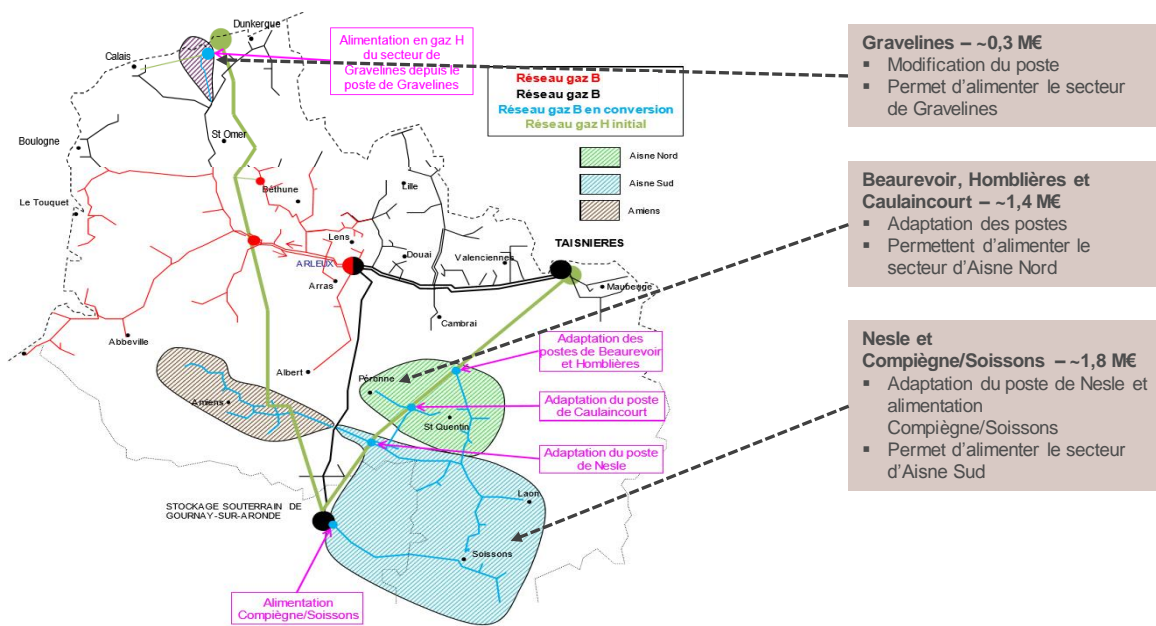 Dunkerque
Calais
Alimentation en gaz H
du secteur de
Gravelines depuis le
poste de Gravelines
Réseau gaz B
Réseau gaz B
Réseau gaz B en conversion
Réseau gaz H initial
Aisne Nord
Aisne Sud
Amiens
St Omer
Boulogne
Le Touquet
Béthune
Lille
Lens
Douai
Valenciennes
TAISNIERES
ARLEUX
Arras
Maubeuge
Cambrai
Abbeville
Albert
Adaptation des
postes de Beaurevoir
et Homblières
Péronne
Amiens
Adaptation du poste
de Caulaincourt
St Quentin
Adaptation du poste
de Nesle
Laon
STOCKAGE SOUTERRAIN DE
GOURNAY-SUR-ARONDE
Soissons
Alimentation
Compiègne/Soissons
Gravelines – ~0,3 M€
▪ Modification du poste
▪ Permet d'alimenter le secteur
de Gravelines
Beaurevoir, Homblières et
Caulaincourt – ~1,4 M€
▪ Adaptation des postes
▪ Permettent d'alimenter le
secteur d'Aisne Nord
Nesle et
Compiègne/Soissons – ~1,8 M€
▪ Adaptation du poste de Nesle et
alimentation
Compiègne/Soissons
▪ Permet d'alimenter le secteur
d'Aisne Sud